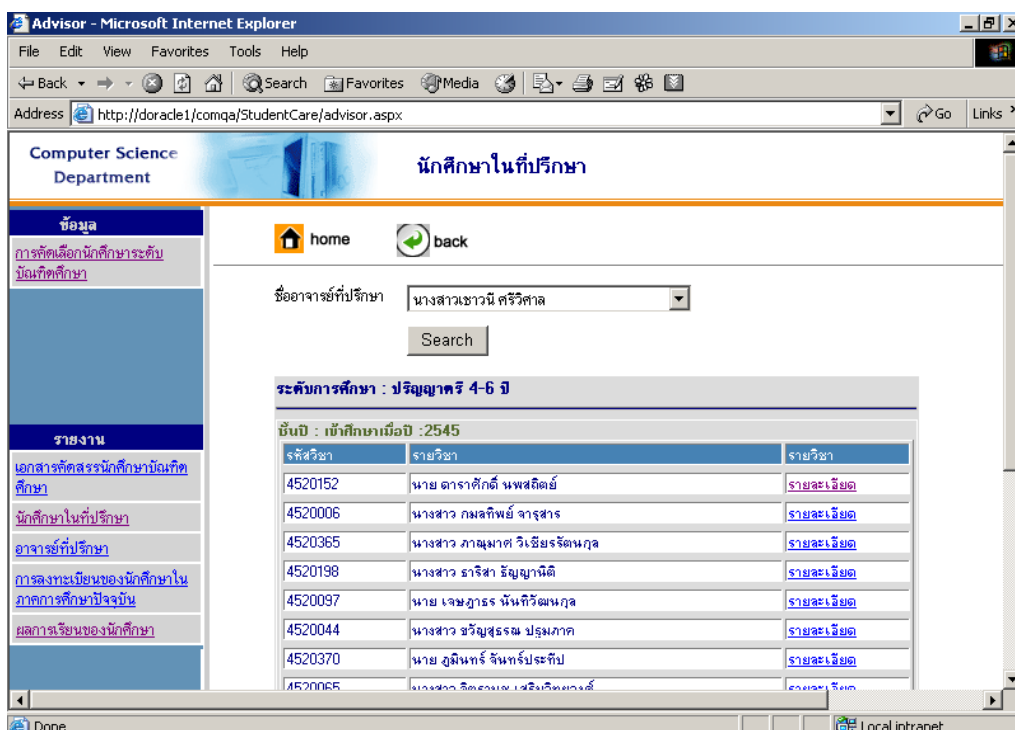 Advisor - Microsoft Internet Explorer
File Edit View Favorites Tools Help
Back Search Favorites Media
Address http://doracle1/comqa/StudentCare/advisor.aspx Go Links
Computer Science
Department
นักศึกษาในที่ปรึกษา
ข้อมูล
การคัดเลือกนักศึกษาระดับ
บัณฑิตศึกษา
รายงาน
เอกสารคัดสรรนักศึกษาบัณฑิต
ศึกษา
นักศึกษาในที่ปรึกษา
อาจารย์ที่ปรึกษา
การลงทะเบียนของนักศึกษาใน
ภาคการศึกษาปัจจุบัน
ผลการเรียนของนักศึกษา
home back
ชื่ออาจารย์ที่ปรึกษา นางสาวเชาวนี ศรีวิศาล
Search
ระดับการศึกษา : ปริญญาตรี 4-6 ปี
ชั้นปี : เข้าศึกษาเมื่อปี :2545
รหัสวิชา รายวิชา รายวิชา
4520152 นาย ดาราศักดิ์ นพสถิตย์ รายละเอียด
4520006 นางสาว กมลทิพย์ จารุสาร รายละเอียด
4520365 นางสาว ภาณุมาศ วิเชียรรัตนกุล รายละเอียด
4520198 นางสาว ธาริสา ธัญญานิติ รายละเอียด
4520097 นาย เจษฎาธร นันทิวัฒนกุล รายละเอียด
4520044 นางสาว ขวัญสุธรณ ปฐมภาค รายละเอียด
4520370 นาย ภูมินทร์ จันทร์ประทีป รายละเอียด
4520065 นางสาว รายละเอียด
Done Local intranet